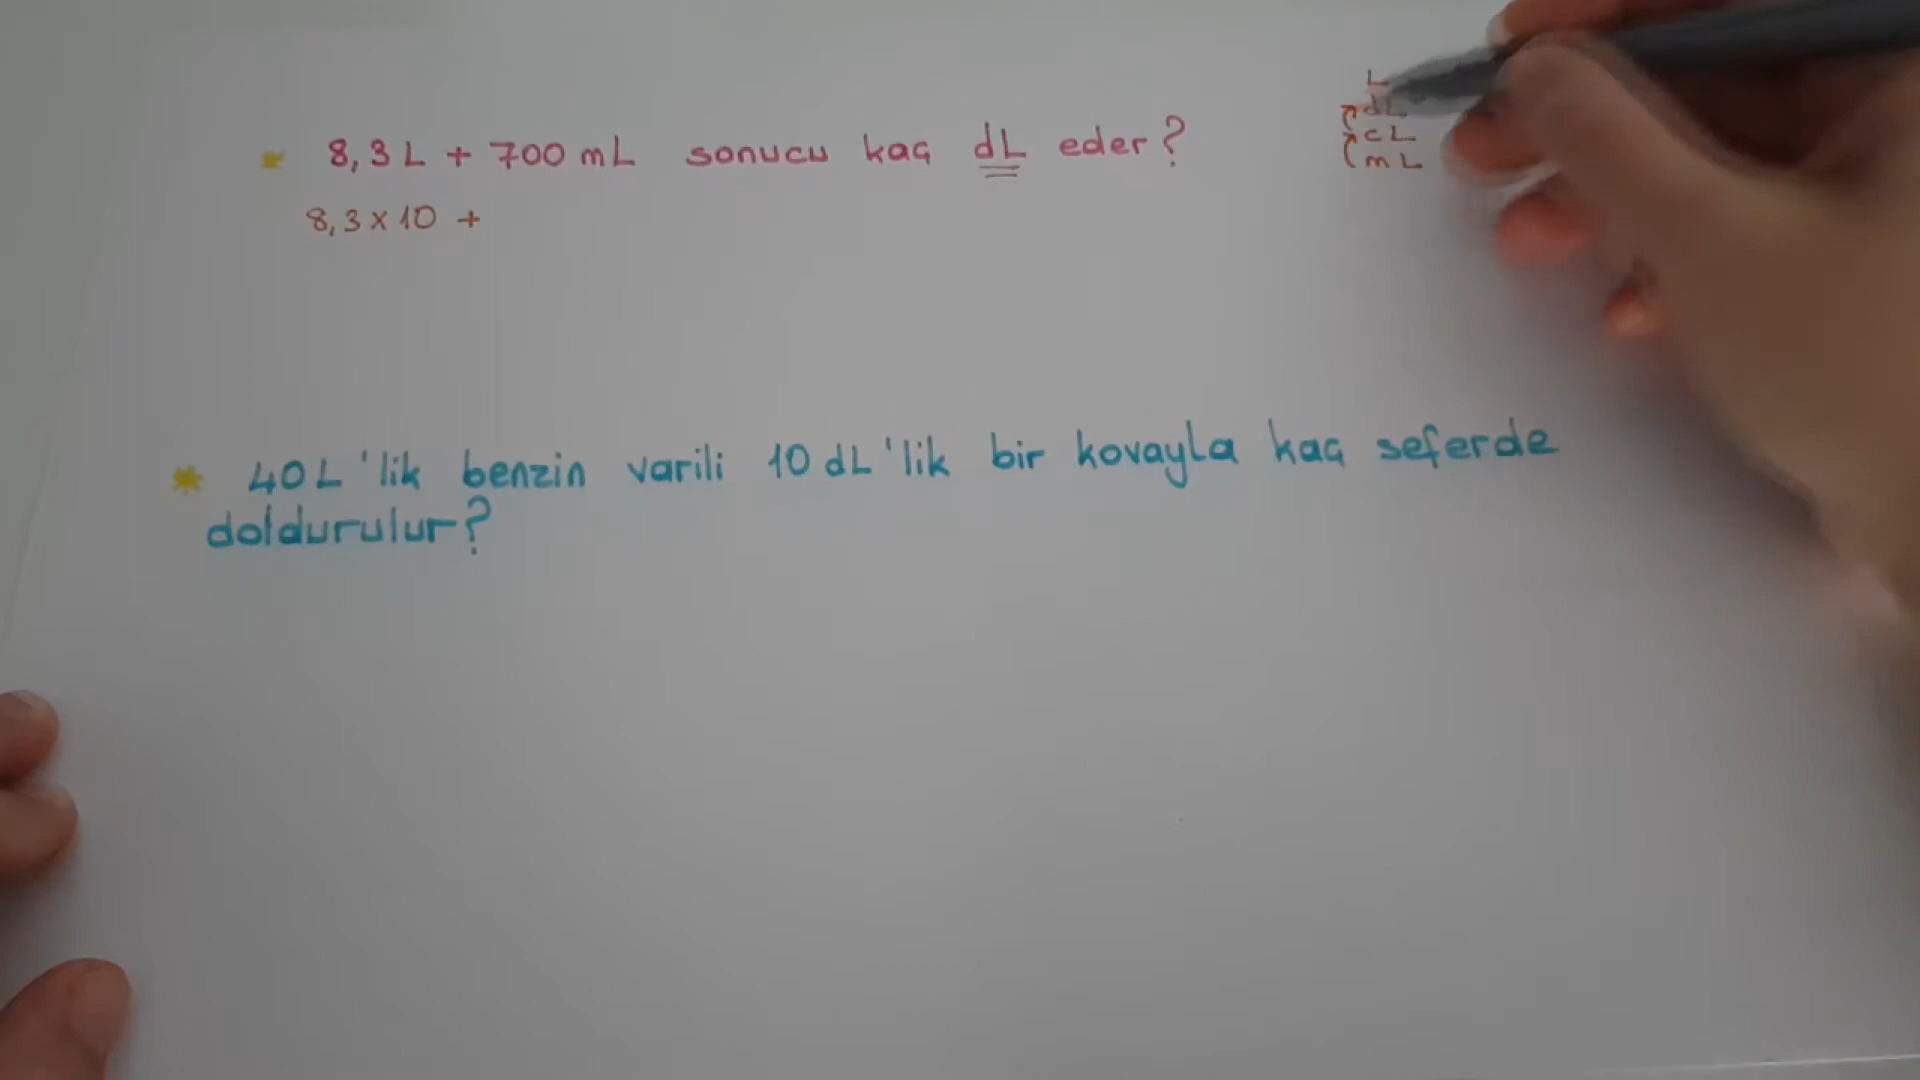 8,3 L + 700 mL sonucu kaç dL eder?
L
dL
cL
mL
8,3 x 10 +
40 L'lik benzin varili 10 dL'lik bir kovayla kaç seferde
doldurulur?